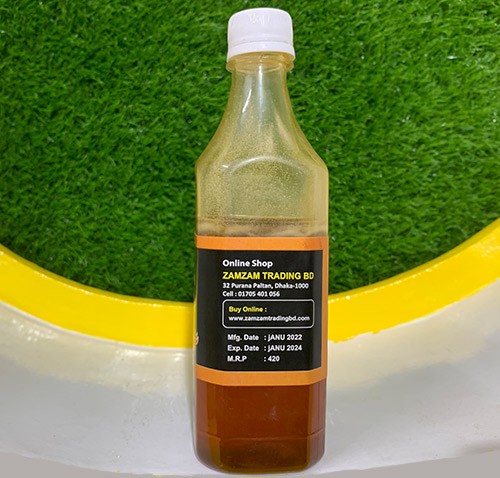 Online Shop
ZAMZAM TRADING BD
32 Purana Paltan, Dhaka-1000
Cell : 01705 401 056
Buy Online :
www.zamzamtradingbd.com
Mfg. Date : JANU 2022
Exp. Date : JANU 2024
M.R.P : 420